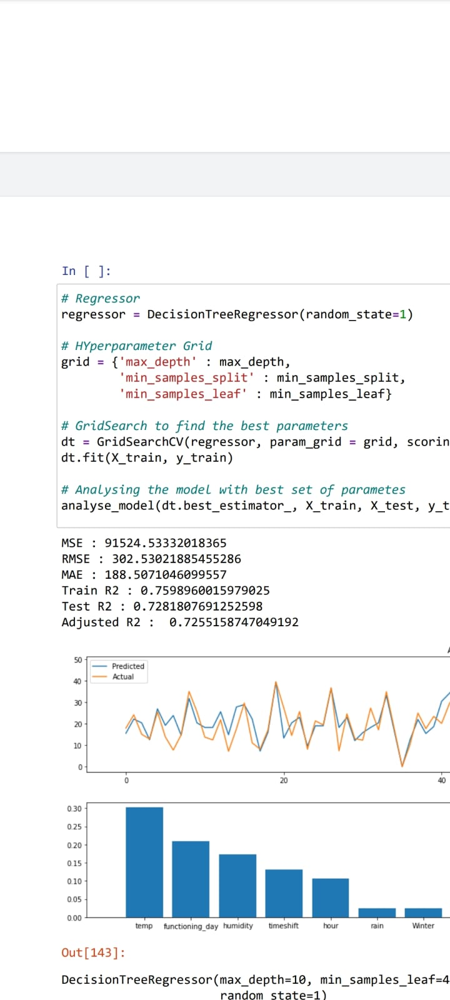 In [ ]:
# Regressor
regressor = DecisionTreeRegressor(random_state=1)
# HYperparameter Grid
grid = {'max_depth' : max_depth,
'min_samples_split' : min_samples_split,
'min_samples_leaf' : min_samples_leaf}
# GridSearch to find the best parameters
dt = GridSearchCV(regressor, param_grid = grid, scorin
dt.fit(X_train, y_train)
# Analysing the model with best set of parametes
analyse_model(dt.best_estimator_, X_train, X_test, y_t
MSE : 91524.53332018365
RMSE : 302.53021885455286
MAE : 188.5071046099557
Train R2 : 0.7598960015979025
Test R2 : 0.7281807691252598
Adjusted R2 :  0.7255158747049192
50
40
30
20
10
0
Predicted
Actual
0 20 40
0.30
0.25
0.20
0.15
0.10
0.05
0.00
temp functioning_day humidity timeshift hour rain Winter
Out[143]:
DecisionTreeRegressor(max_depth=10, min_samples_leaf=4
random_state=1)